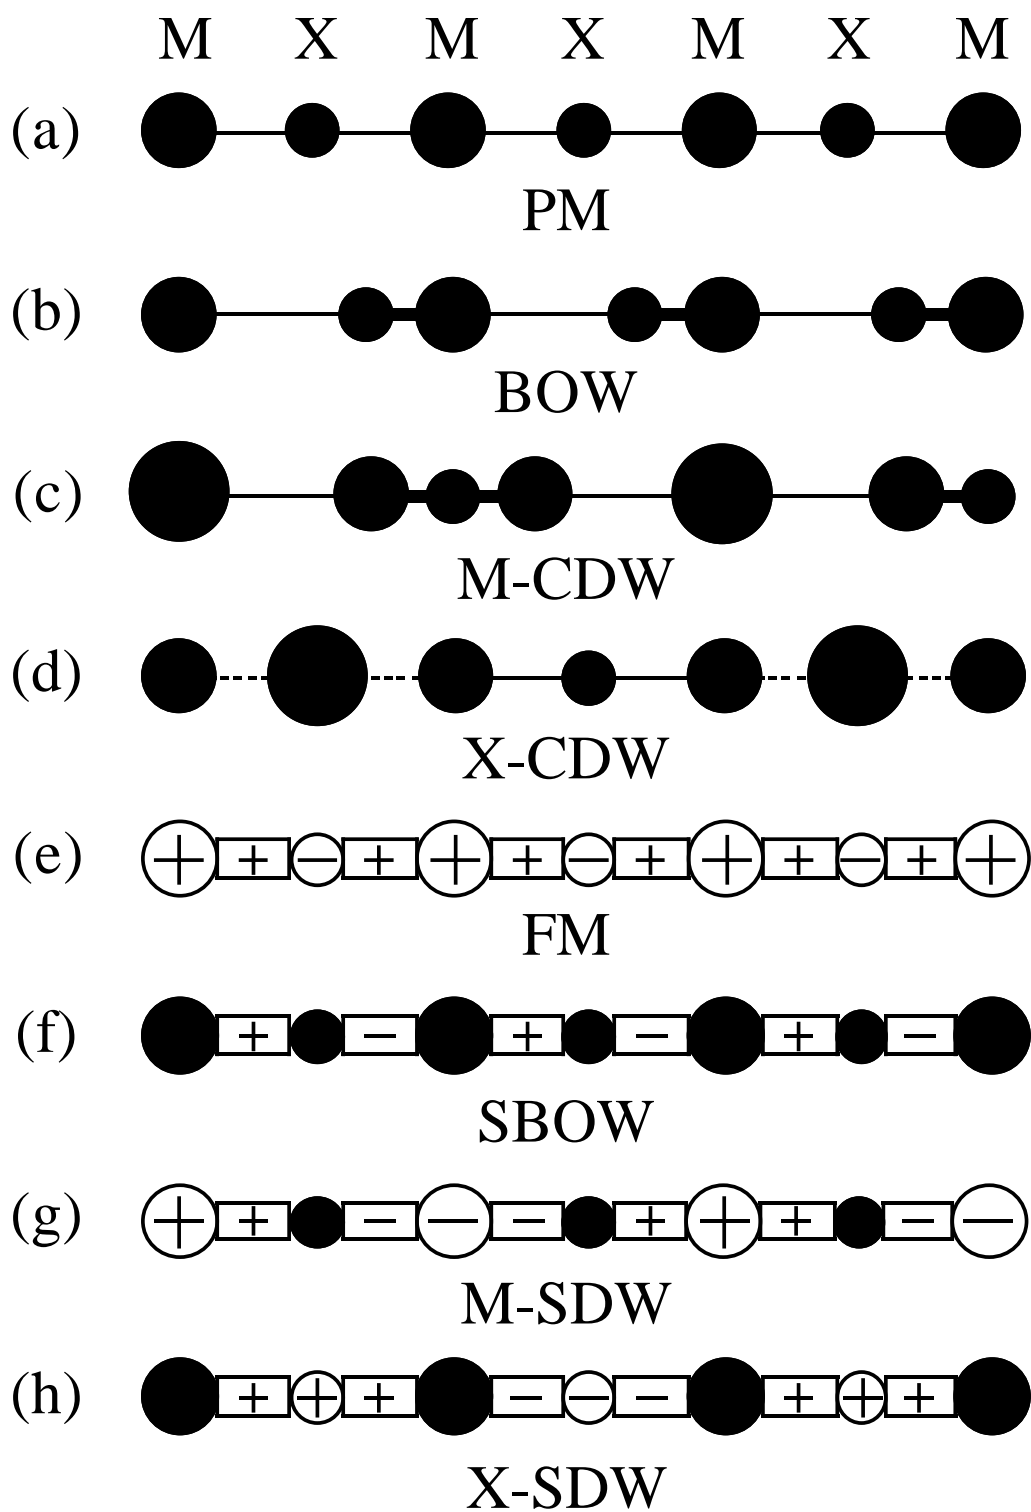 M X M X M X M
(a)
PM
(b)
BOW
(c)
M-CDW
(d)
X-CDW
(e) + + − + + + − + + + − + +
FM
(f) + − + − + −
SBOW
(g) + + − − − + + + − −
M-SDW
(h) + + + − − − + + +
X-SDW